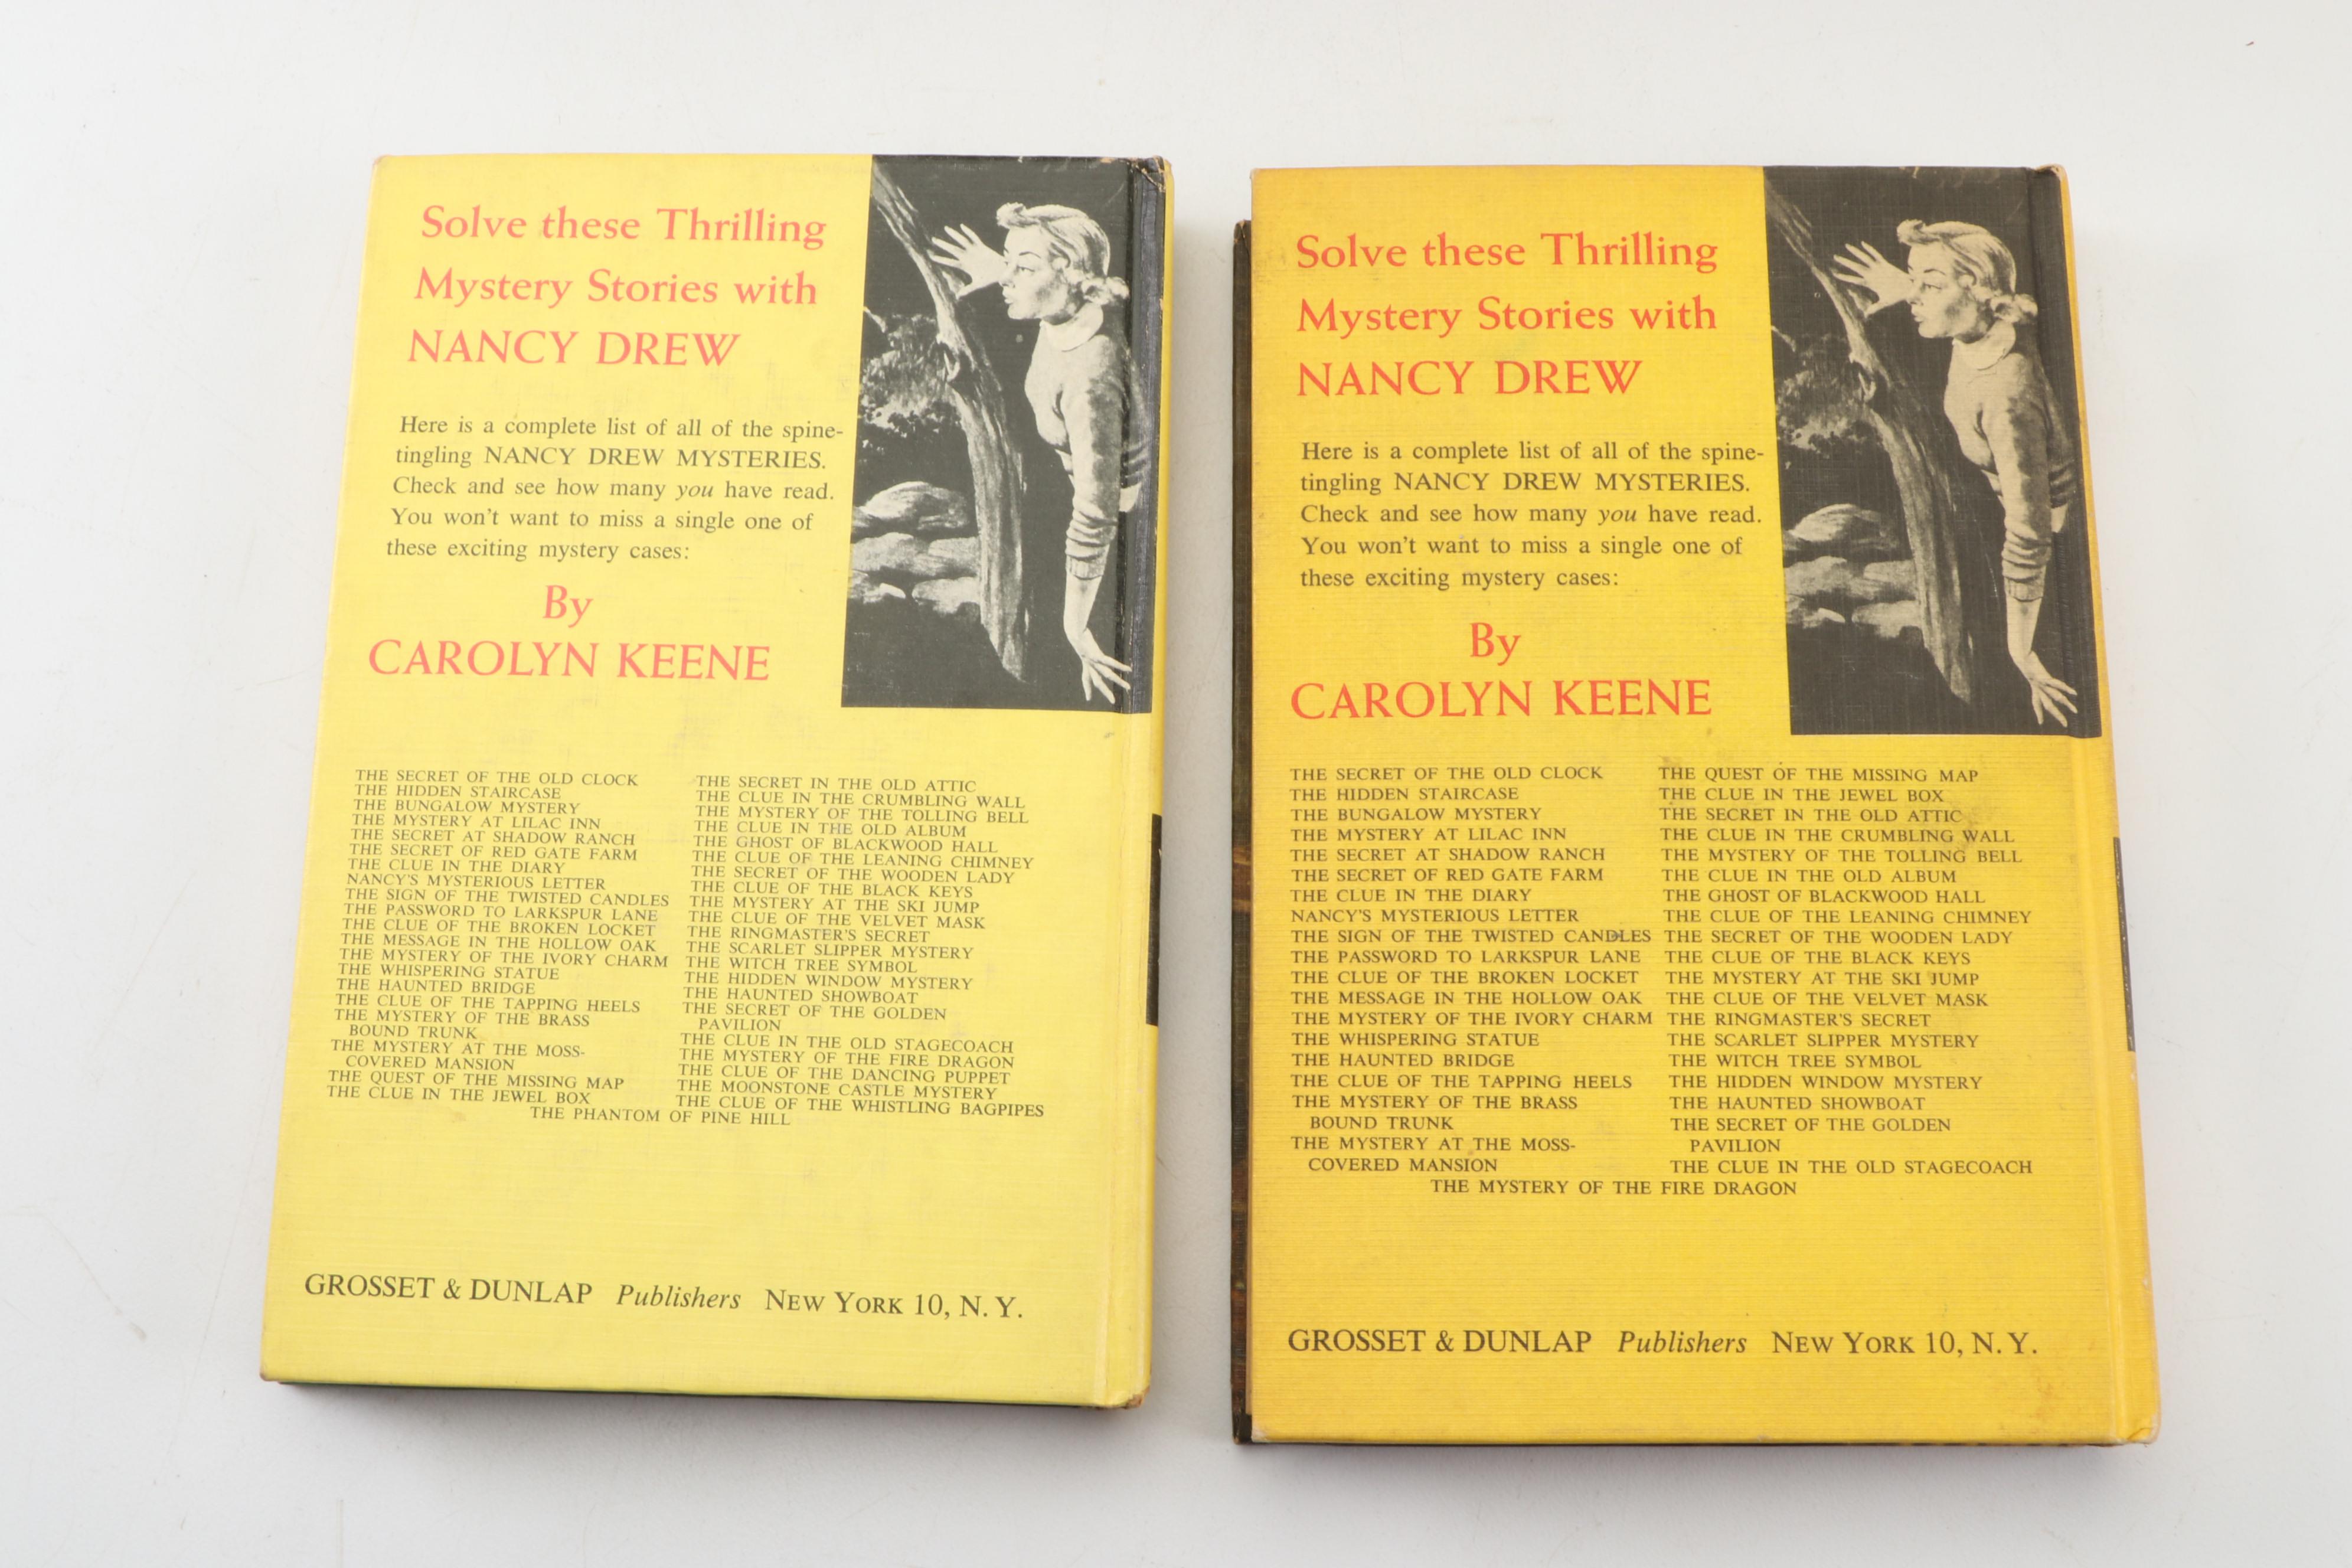 Solve these Thrilling
Mystery Stories with
NANCY DREW
Here is a complete list of all of the spine-
tingling NANCY DREW MYSTERIES.
Check and see how many you have read.
You won't want to miss a single one of
these exciting mystery cases:
By
CAROLYN KEENE
THE SECRET OF THE OLD CLOCK
THE HIDDEN STAIRCASE
THE BUNGALOW MYSTERY
THE MYSTERY AT LILAC INN
THE SECRET AT SHADOW RANCH
THE SECRET OF RED GATE FARM
THE CLUE IN THE DIARY
NANCY'S MYSTERIOUS LETTER
THE SIGN OF THE TWISTED CANDLES
THE PASSWORD TO LARKSPUR LANE
THE CLUE OF THE BROKEN LOCKET
THE MESSAGE IN THE HOLLOW OAK
THE MYSTERY OF THE IVORY CHARM
THE WHISPERING STATUE
THE HAUNTED BRIDGE
THE CLUE OF THE TAPPING HEELS
THE MYSTERY OF THE BRASS
BOUND TRUNK
THE MYSTERY AT THE MOSS-
COVERED MANSION
THE QUEST OF THE MISSING MAP
THE CLUE IN THE JEWEL BOX
THE SECRET IN THE OLD ATTIC
THE CLUE IN THE CRUMBLING WALL
THE MYSTERY OF THE TOLLING BELL
THE CLUE IN THE OLD ALBUM
THE GHOST OF BLACKWOOD HALL
THE CLUE OF THE LEANING CHIMNEY
THE SECRET OF THE WOODEN LADY
THE CLUE OF THE BLACK KEYS
THE MYSTERY AT THE SKI JUMP
THE CLUE OF THE VELVET MASK
THE RINGMASTER'S SECRET
THE SCARLET SLIPPER MYSTERY
THE WITCH TREE SYMBOL
THE HIDDEN WINDOW MYSTERY
THE HAUNTED SHOWBOAT
THE SECRET OF THE GOLDEN
PAVILION
THE CLUE IN THE OLD STAGECOACH
THE MYSTERY OF THE FIRE DRAGON
THE CLUE OF THE DANCING PUPPET
THE MOONSTONE CASTLE MYSTERY
THE CLUE OF THE WHISTLING BAGPIPES
THE PHANTOM OF PINE HILL
GROSSET & DUNLAP Publishers NEW YORK 10, N. Y.
Solve these Thrilling
Mystery Stories with
NANCY DREW
Here is a complete list of all of the spine-
tingling NANCY DREW MYSTERIES.
Check and see how many you have read.
You won't want to miss a single one of
these exciting mystery cases:
By
CAROLYN KEENE
THE SECRET OF THE OLD CLOCK
THE HIDDEN STAIRCASE
THE BUNGALOW MYSTERY
THE MYSTERY AT LILAC INN
THE SECRET AT SHADOW RANCH
THE SECRET OF RED GATE FARM
THE CLUE IN THE DIARY
NANCY'S MYSTERIOUS LETTER
THE SIGN OF THE TWISTED CANDLES
THE PASSWORD TO LARKSPUR LANE
THE CLUE OF THE BROKEN LOCKET
THE MESSAGE IN THE HOLLOW OAK
THE MYSTERY OF THE IVORY CHARM
THE WHISPERING STATUE
THE HAUNTED BRIDGE
THE CLUE OF THE TAPPING HEELS
THE MYSTERY OF THE BRASS
BOUND TRUNK
THE MYSTERY AT THE MOSS-
COVERED MANSION
THE QUEST OF THE MISSING MAP
THE CLUE IN THE JEWEL BOX
THE SECRET IN THE OLD ATTIC
THE CLUE IN THE CRUMBLING WALL
THE MYSTERY OF THE TOLLING BELL
THE CLUE IN THE OLD ALBUM
THE GHOST OF BLACKWOOD HALL
THE CLUE OF THE LEANING CHIMNEY
THE SECRET OF THE WOODEN LADY
THE CLUE OF THE BLACK KEYS
THE MYSTERY AT THE SKI JUMP
THE CLUE OF THE VELVET MASK
THE RINGMASTER'S SECRET
THE SCARLET SLIPPER MYSTERY
THE WITCH TREE SYMBOL
THE HIDDEN WINDOW MYSTERY
THE HAUNTED SHOWBOAT
THE SECRET OF THE GOLDEN
PAVILION
THE CLUE IN THE OLD STAGECOACH
THE MYSTERY OF THE FIRE DRAGON
GROSSET & DUNLAP Publishers NEW YORK 10, N. Y.